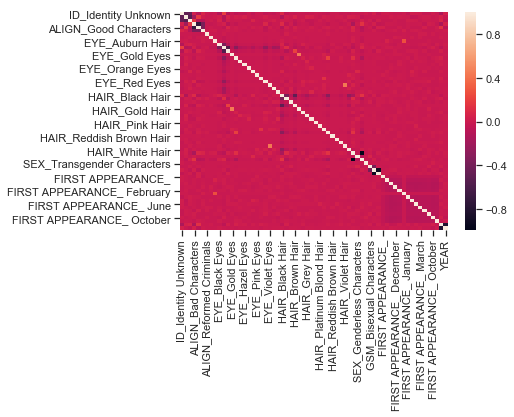 ID_Identity Unknown
ALIGN_Good Characters
EYE_Auburn Hair
EYE_Gold Eyes
EYE_Orange Eyes
EYE_Red Eyes
HAIR_Black Hair
HAIR_Gold Hair
HAIR_Pink Hair
HAIR_Reddish Brown Hair
HAIR_White Hair
SEX_Transgender Characters
FIRST APPEARANCE_
FIRST APPEARANCE_ February
FIRST APPEARANCE_ June
FIRST APPEARANCE_ October
0.8
0.4
0.0
−0.4
−0.8
ID_Identity Unknown
ALIGN_Bad Characters
ALIGN_Reformed Criminals
EYE_Black Eyes
EYE_Gold Eyes
EYE_Hazel Eyes
EYE_Pink Eyes
EYE_Violet Eyes
HAIR_Black Hair
HAIR_Brown Hair
HAIR_Grey Hair
HAIR_Platinum Blond Hair
HAIR_Reddish Brown Hair
HAIR_Violet Hair
SEX_Genderless Characters
GSM_Bisexual Characters
FIRST APPEARANCE_
FIRST APPEARANCE_ December
FIRST APPEARANCE_ January
FIRST APPEARANCE_ March
FIRST APPEARANCE_ October
YEAR